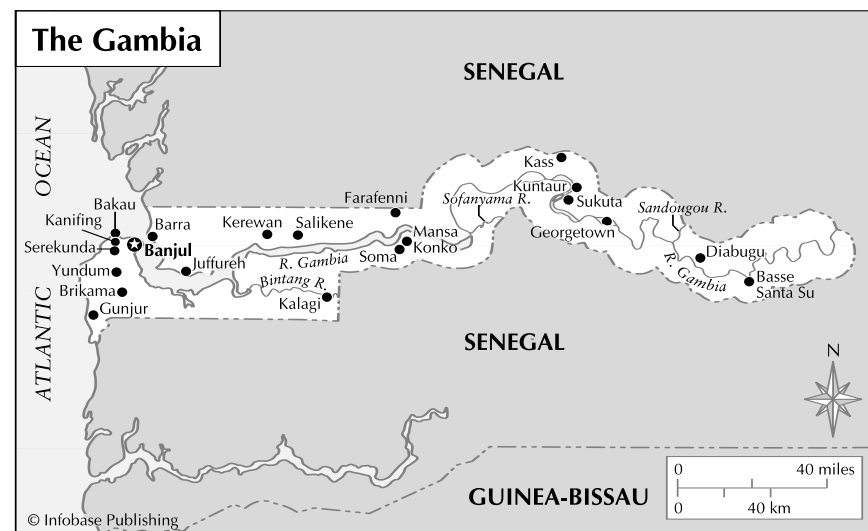 The Gambia
SENEGAL
ATLANTIC OCEAN
Kass
Kuntaur
Sukuta
Farafenni
Sofanyama R.
Sandougou R.
Bakau
Kanifing
Barra
Kerewan
Salikene
Mansa
Konko
Georgetown
Serekunda
Banjul
Soma
Diabugu
Yundum
Juffureh
R. Gambia
Bintang R.
R. Gambia
Basse
Santa Su
Brikama
Kalagi
Gunjur
SENEGAL
N
GUINEA-BISSAU
0 40 miles
0 40 km
© Infobase Publishing